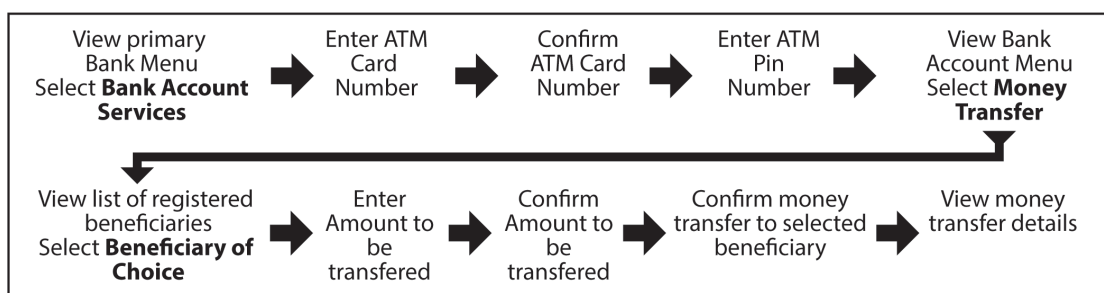 View primary
Bank Menu
Select Bank Account
Services
Enter ATM
Card
Number
Confirm
ATM Card
Number
Enter ATM
Pin
Number
View Bank
Account Menu
Select Money
Transfer
View list of registered
beneficiaries
Select Beneficiary of
Choice
Enter
Amount to
be
transfered
Confirm
Amount to
be
transfered
Confirm money
transfer to selected
beneficiary
View money
transfer details